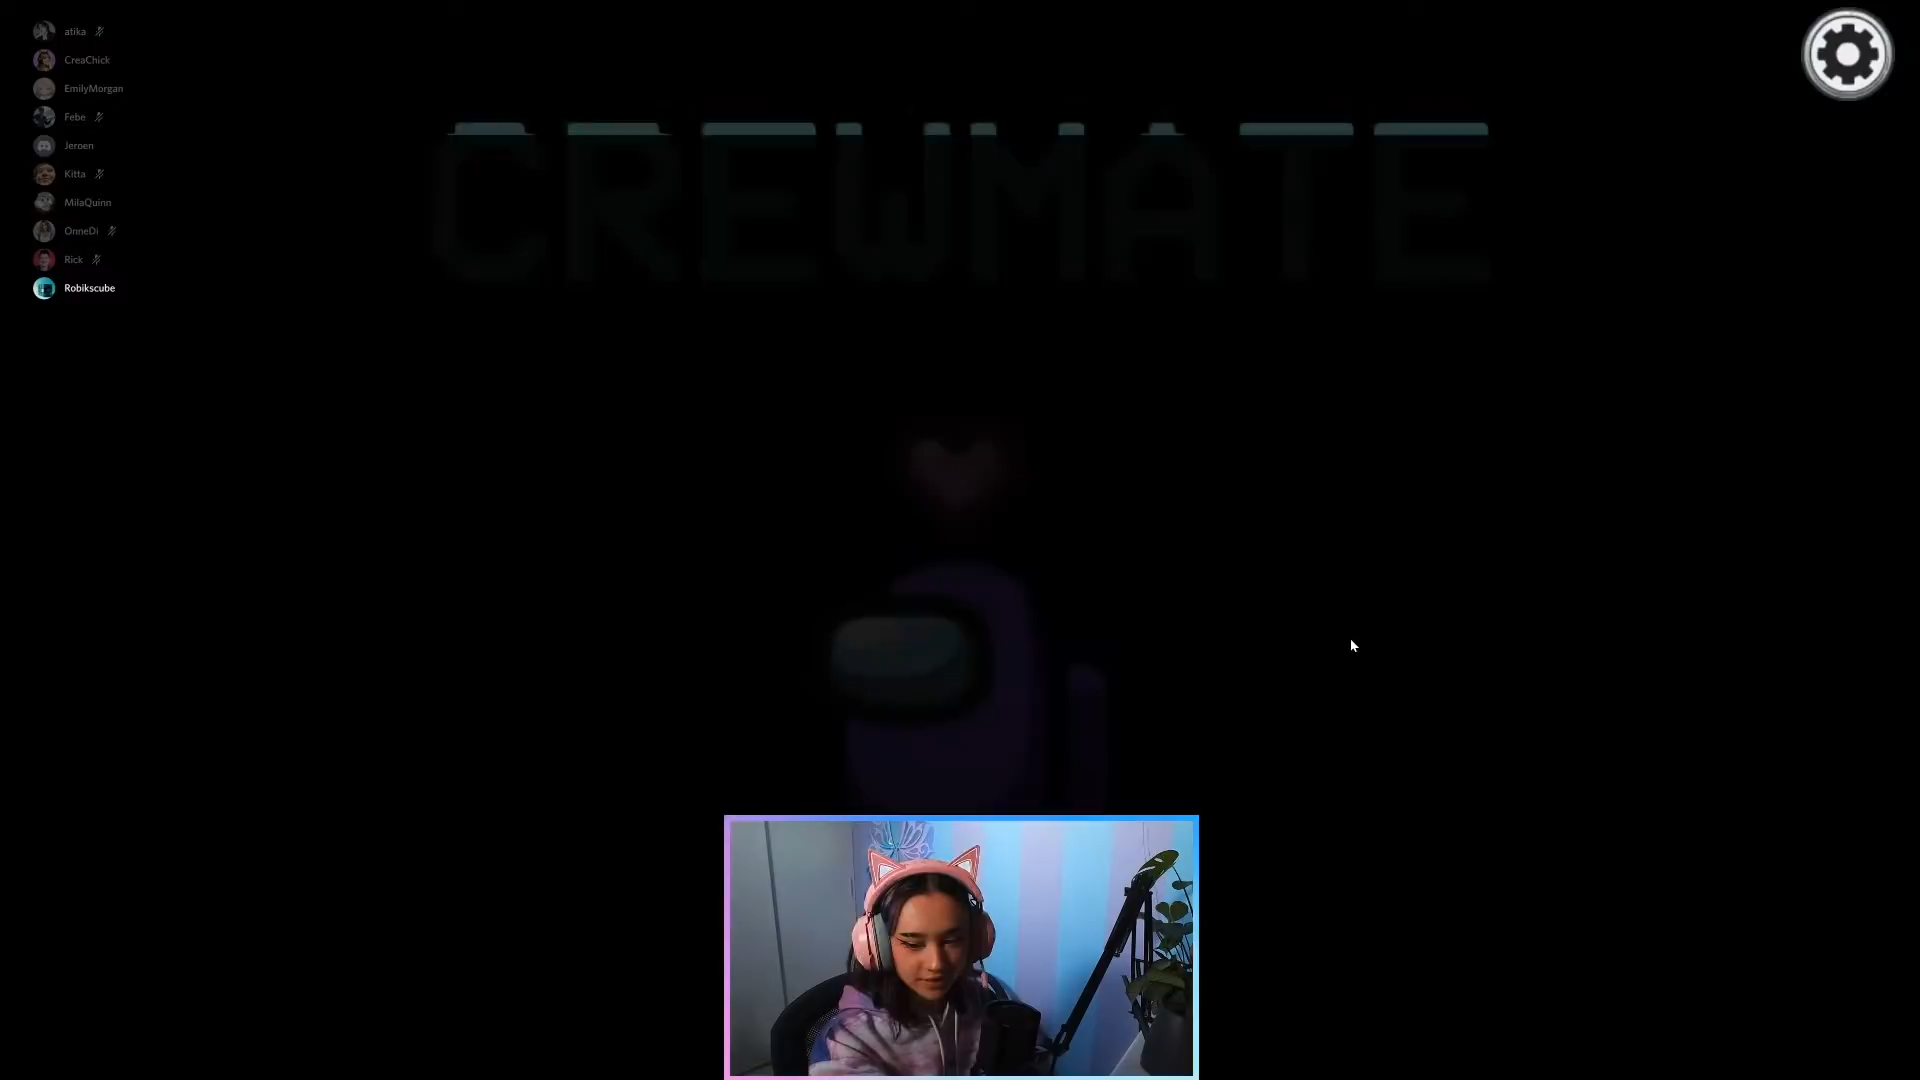 atika
CreaChick
EmilyMorgan
Febe
Jeroen
Kitta
MilaQuinn
OnneDi
Rick
Robikscube
CREWMATE